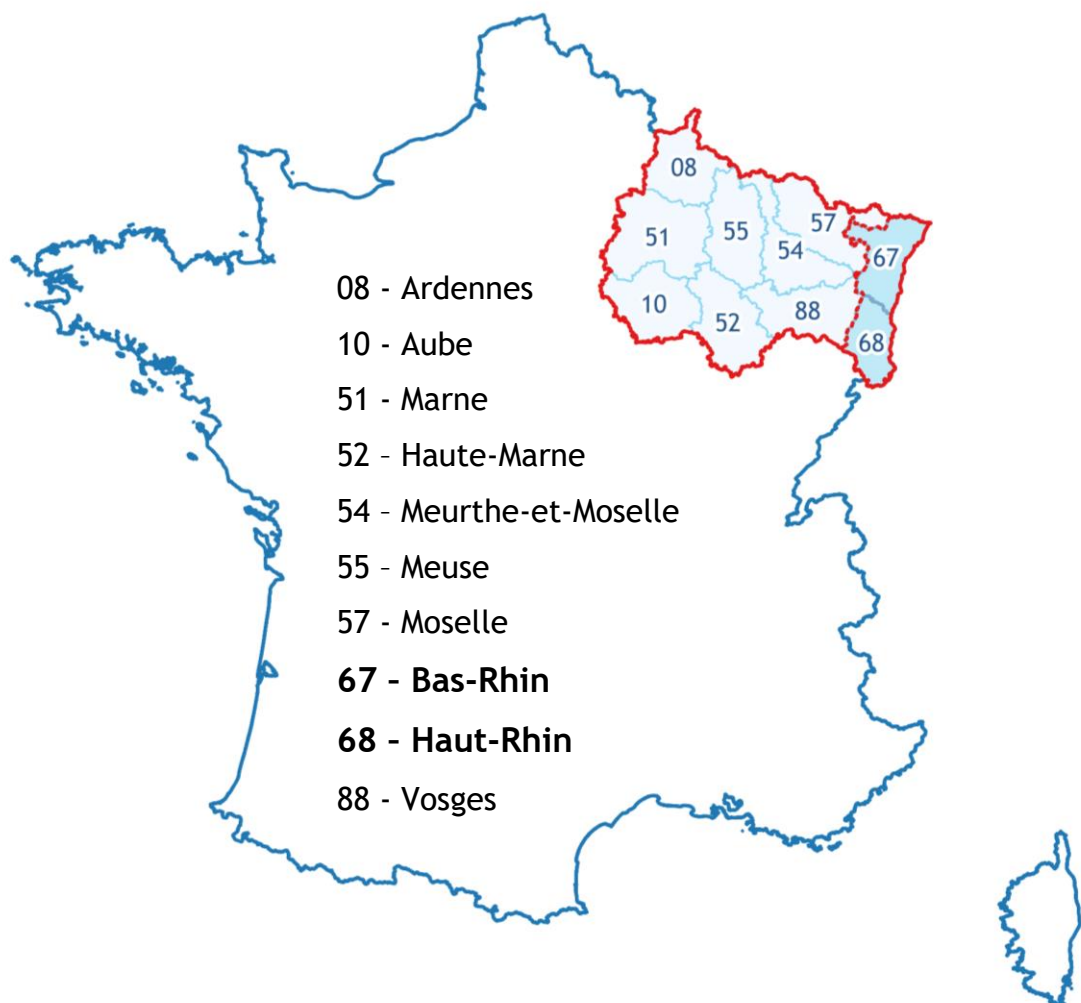 08
57
55
51
54
67
10
88
52
68
08 - Ardennes
10 - Aube
51 - Marne
52 – Haute-Marne
54 – Meurthe-et-Moselle
55 – Meuse
57 - Moselle
67 – Bas-Rhin
68 – Haut-Rhin
88 - Vosges